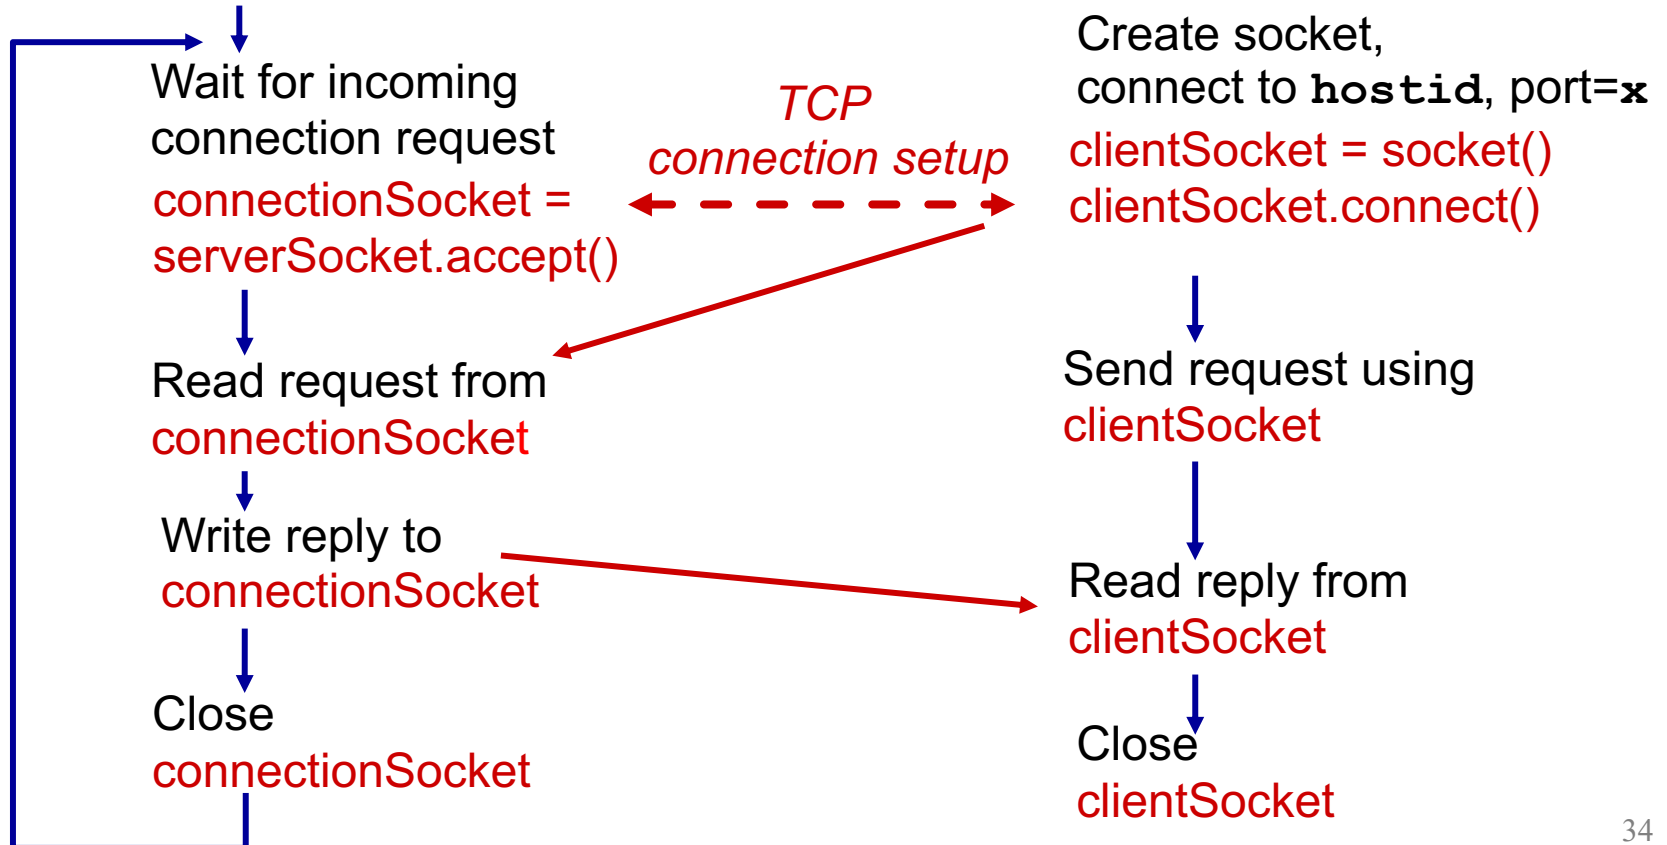 Wait for incoming
connection request
connectionSocket =
serverSocket.accept()
Read request from
connectionSocket
Write reply to
connectionSocket
Close
connectionSocket
TCP
connection setup
Create socket,
connect to hostid, port=x
clientSocket = socket()
clientSocket.connect()
Send request using
clientSocket
Read reply from
clientSocket
Close
clientSocket
34